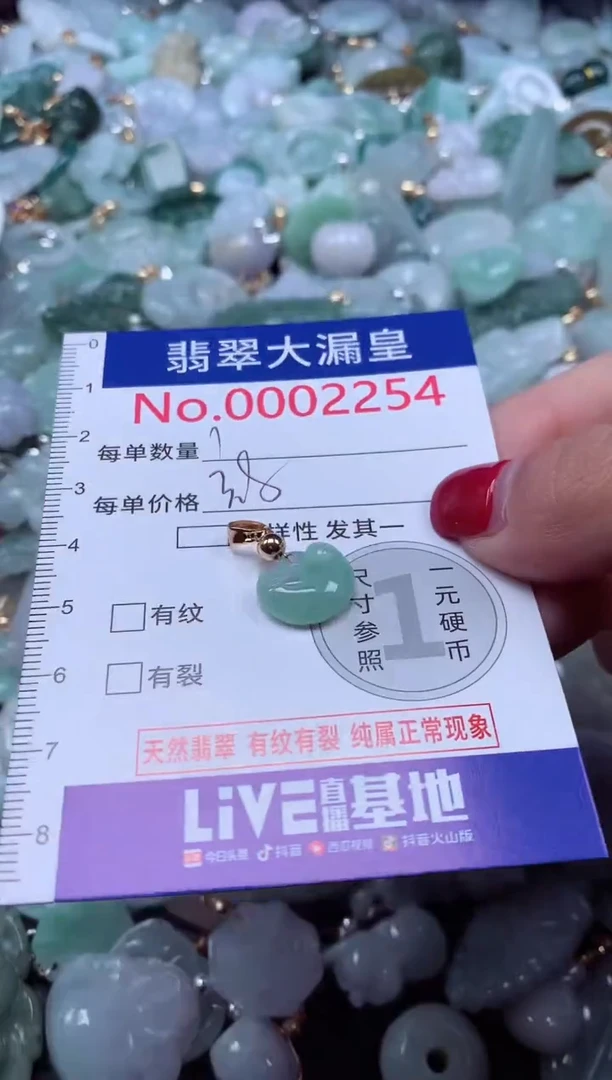 0
翡翠大漏皇
1
No.0002254
2
每单数量 1
3
每单价格 38
样性 发其一
4
尺寸参照
1
一元硬币
5
有纹
6
有裂
7
天然翡翠 有纹有裂 纯属正常现象
LiVE直播基地
8
今日头条 抖音 西瓜视频 抖音火山版